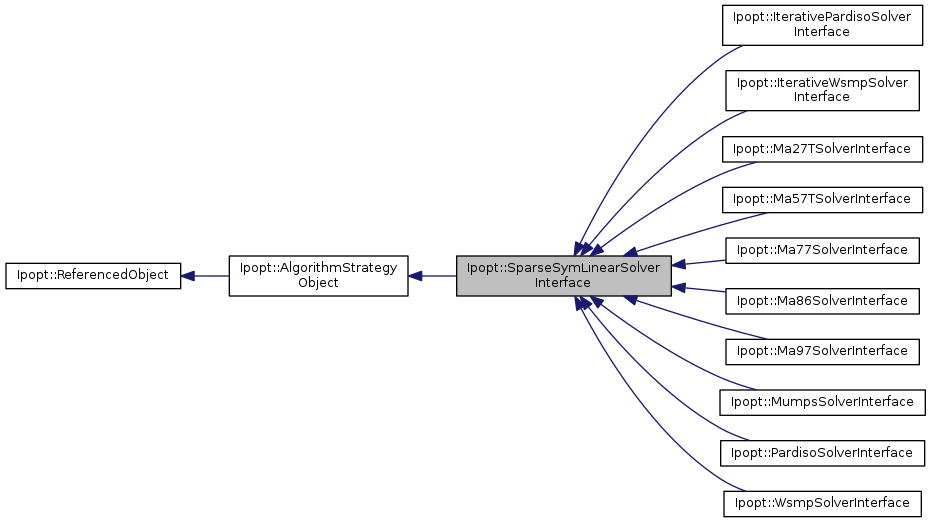 Ipopt::ReferencedObject
Ipopt::AlgorithmStrategy
Object
Ipopt::SparseSymLinearSolver
Interface
Ipopt::IterativePardisoSolver
Interface
Ipopt::IterativeWsmpSolver
Interface
Ipopt::Ma27TSolverInterface
Ipopt::Ma57TSolverInterface
Ipopt::Ma77SolverInterface
Ipopt::Ma86SolverInterface
Ipopt::Ma97SolverInterface
Ipopt::MumpsSolverInterface
Ipopt::PardisoSolverInterface
Ipopt::WsmpSolverInterface